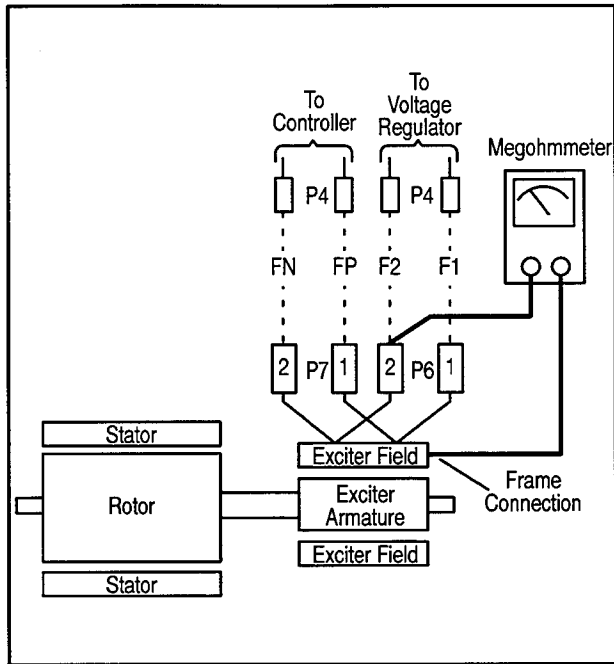 To
Controller
To
Voltage
Regulator
Megohmmeter
P4
P4
FN
FP
F2
F1
2
P7
1
2
P6
1
Stator
Exciter Field
Frame
Connection
Rotor
Exciter
Armature
Stator
Exciter Field